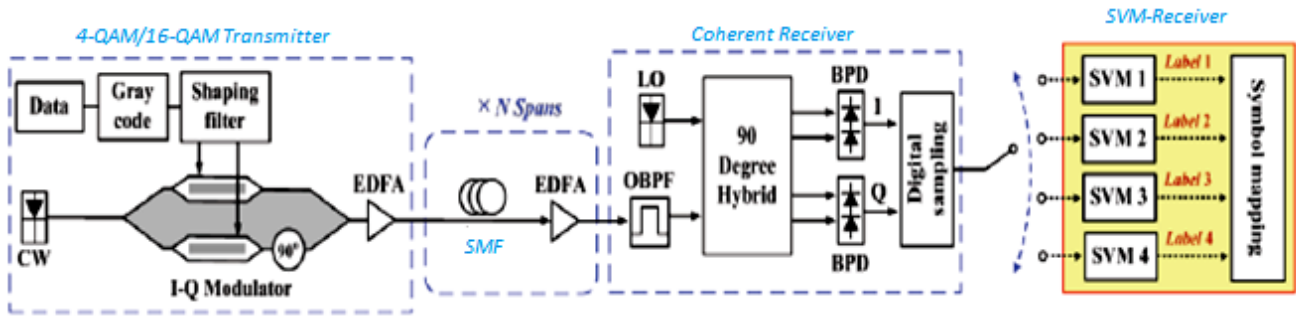 4-QAM/16-QAM Transmitter
Data
Gray
code
Shaping
filter
CW
90°
I-Q Modulator
EDFA
× N Spans
SMF
EDFA
Coherent Receiver
LO
OBPF
90
Degree
Hybrid
BPD
I
Q
BPD
Digital
sampling
SVM-Receiver
SVM 1
Label 1
SVM 2
Label 2
SVM 3
Label 3
SVM 4
Label 4
Symbol mappping